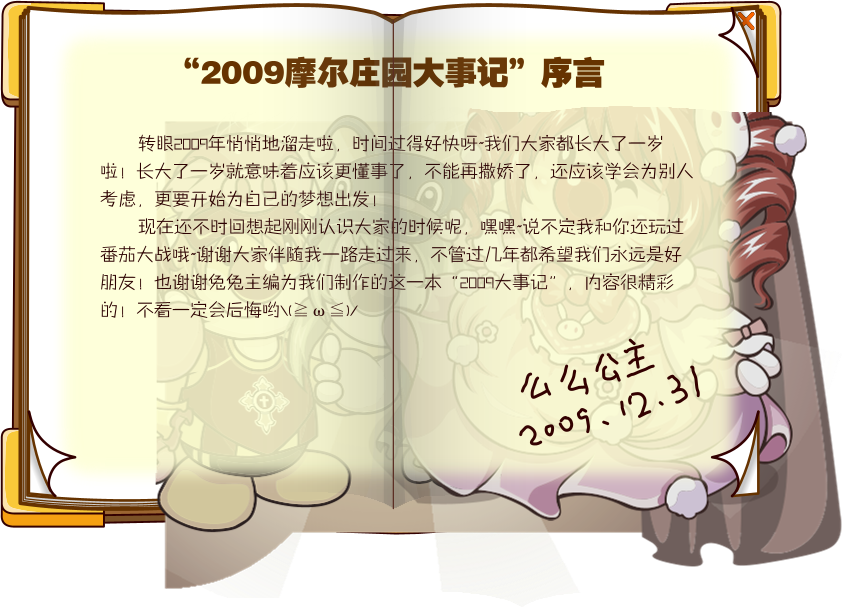 “2009摩尔庄园大事记”序言
转眼2009年悄悄地溜走啦，时间过得好快呀~我们大家都长大了一岁
啦！长大了一岁就意味着应该更懂事了，不能再撒娇了，还应该学会为别人
考虑，更要开始为自己的梦想出发！
现在还不时回想起刚刚认识大家的时候呢，嘿嘿~说不定我和你还玩过
番茄大战哦~谢谢大家伴随我一路走过来，不管过几年都希望我们永远是好
朋友！也谢谢兔兔主编为我们制作的这一本“2009大事记”，内容很精彩
的！不看一定会后悔哟\(≧ω≦)/
么么公主
2009.12.31